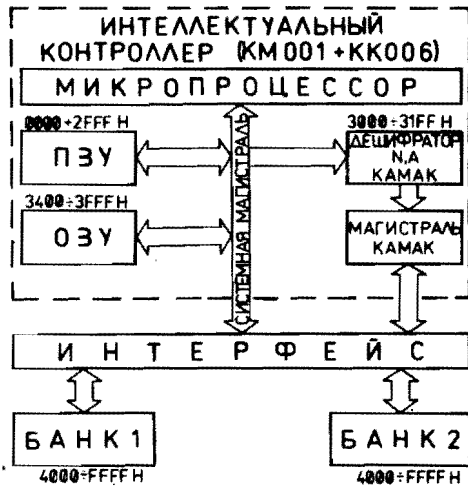 ИНТЕЛЛЕКТУАЛЬНЫЙ
КОНТРОЛЛЕР (КМ001+КК006)
МИКРОПРОЦЕССОР
0000÷2FFF H
ПЗУ
3400÷3FFF H
ОЗУ
СИСТЕМНАЯ МАГИСТРАЛЬ
3000÷31FF H
ДЕШИФРАТОР
N,A
КАМАК
МАГИСТРАЛЬ
КАМАК
ИНТЕРФЕЙС
БАНК1
4000÷FFFF H
БАНК2
4000÷FFFF H